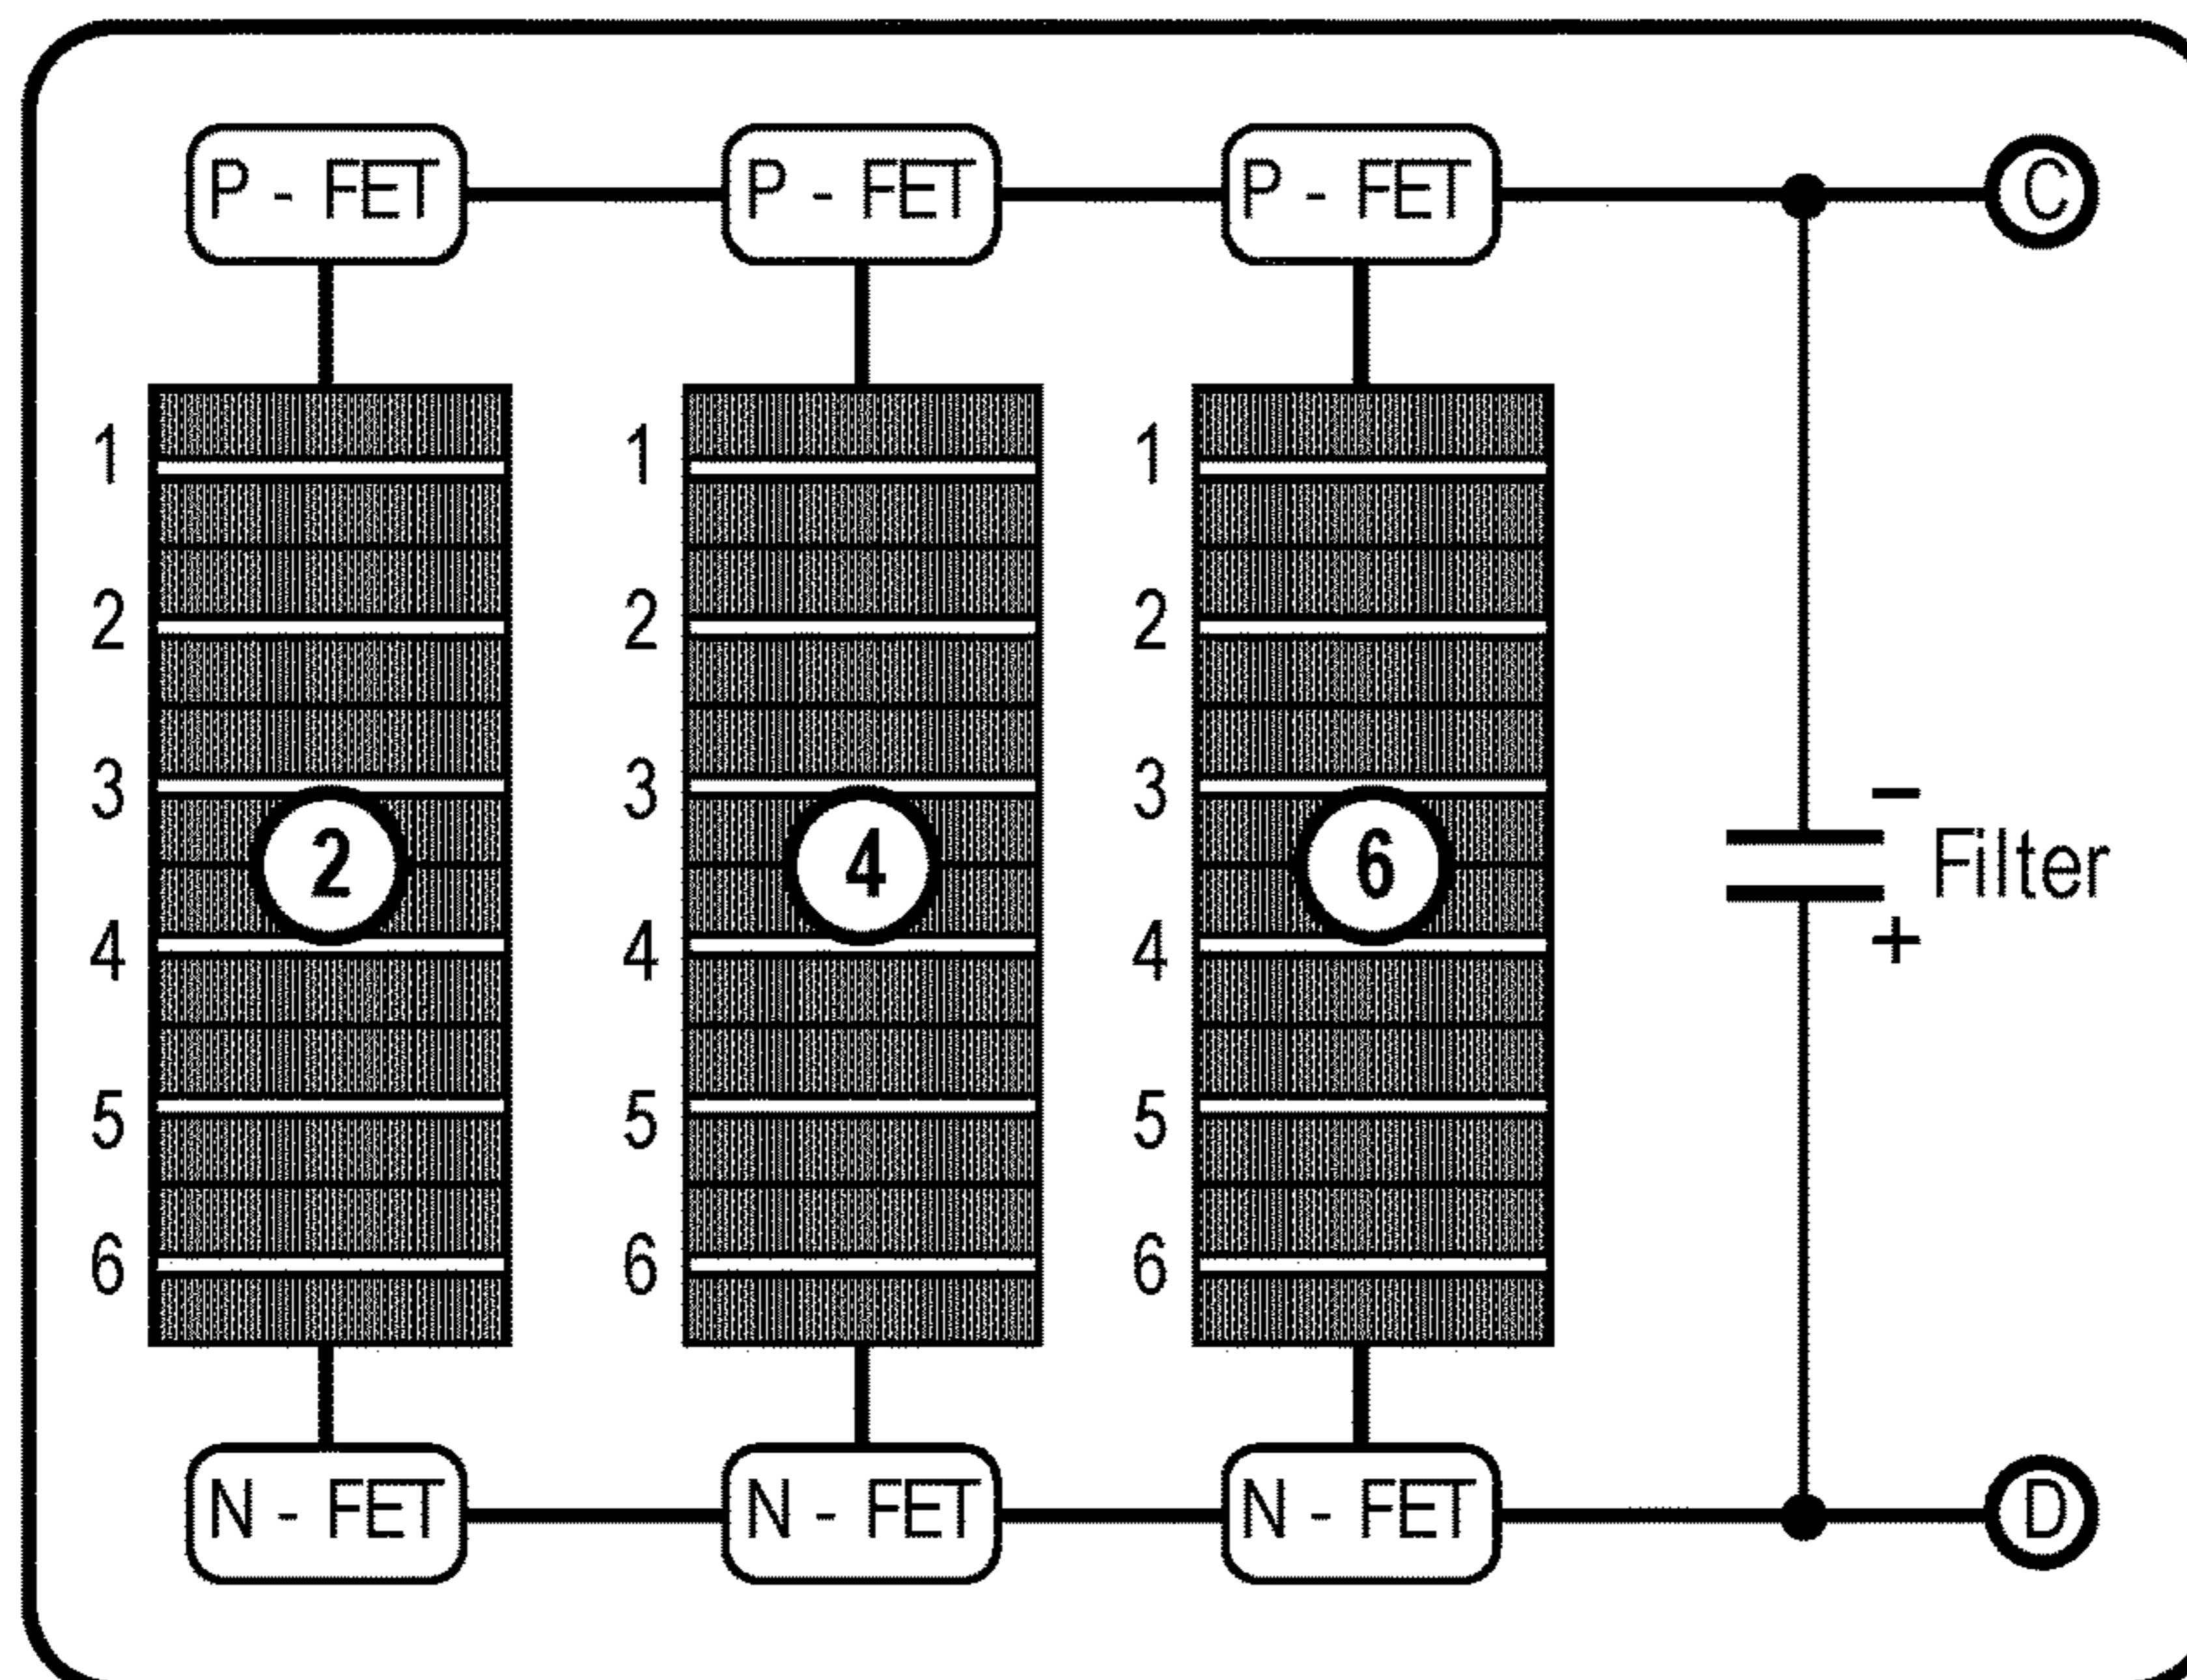 P - FET P - FET P - FET C
1 1 1
2 2 2
3 3 3
−
2 4 6 Filter
+
4 4 4
5 5 5
6 6 6
N - FET N - FET N - FET D